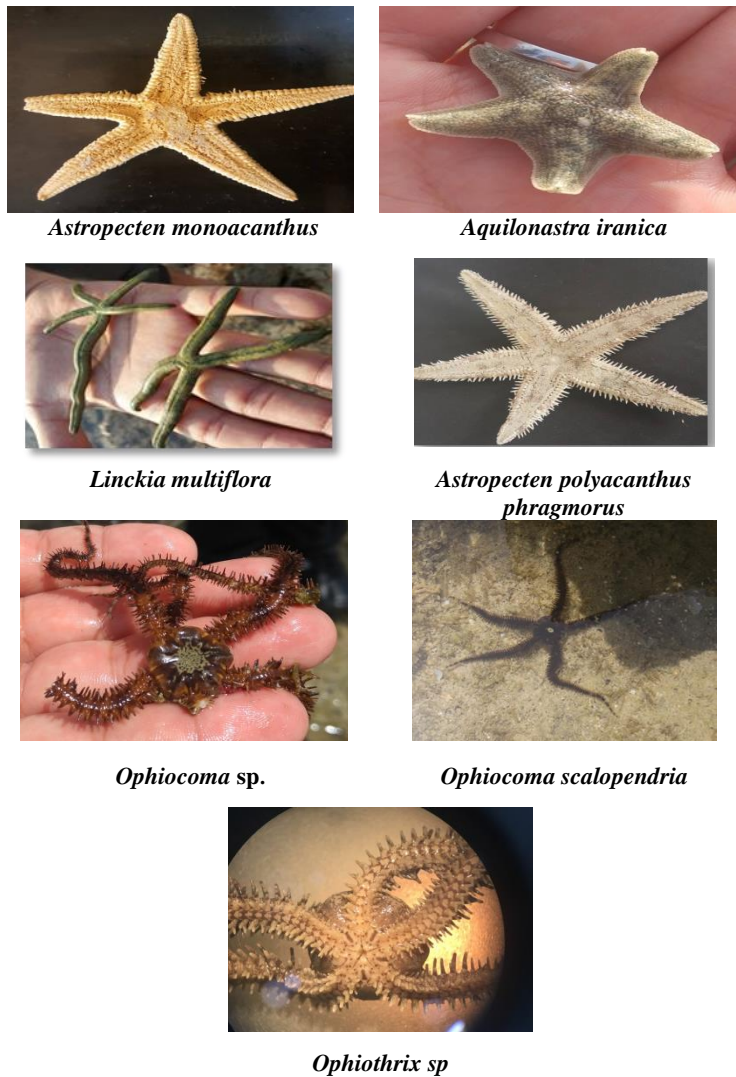 Astropecten monoacanthus
Aquilonastra iranica
Linckia multiflora
Astropecten polyacanthus
phragmorus
Ophiocoma sp.
Ophiocoma scalopendria
Ophiothrix sp